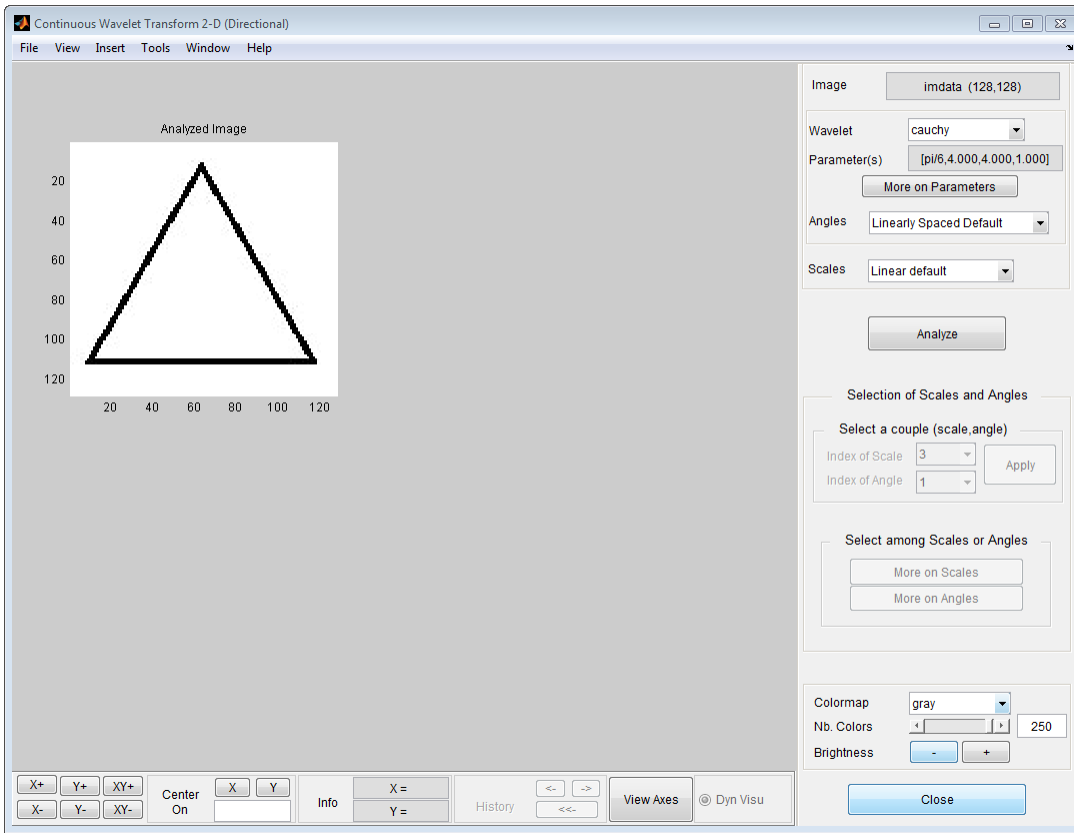 Continuous Wavelet Transform 2-D (Directional)
File View Insert Tools Window Help
Analyzed Image
20
40
60
80
100
120
20 40 60 80 100 120
Image imdata (128,128)
Wavelet cauchy
Parameter(s) [pi/6,4.000,4.000,1.000]
More on Parameters
Angles Linearly Spaced Default
Scales Linear default
Analyze
Selection of Scales and Angles
Select a couple (scale,angle)
Index of Scale 3
Index of Angle 1
Apply
Select among Scales or Angles
More on Scales
More on Angles
Colormap gray
Nb. Colors 250
Brightness - +
Close
X+ Y+ XY+
X- Y- XY-
Center
On
X Y
Info
X =
Y =
History
<- ->
<<-
View Axes
Dyn Visu